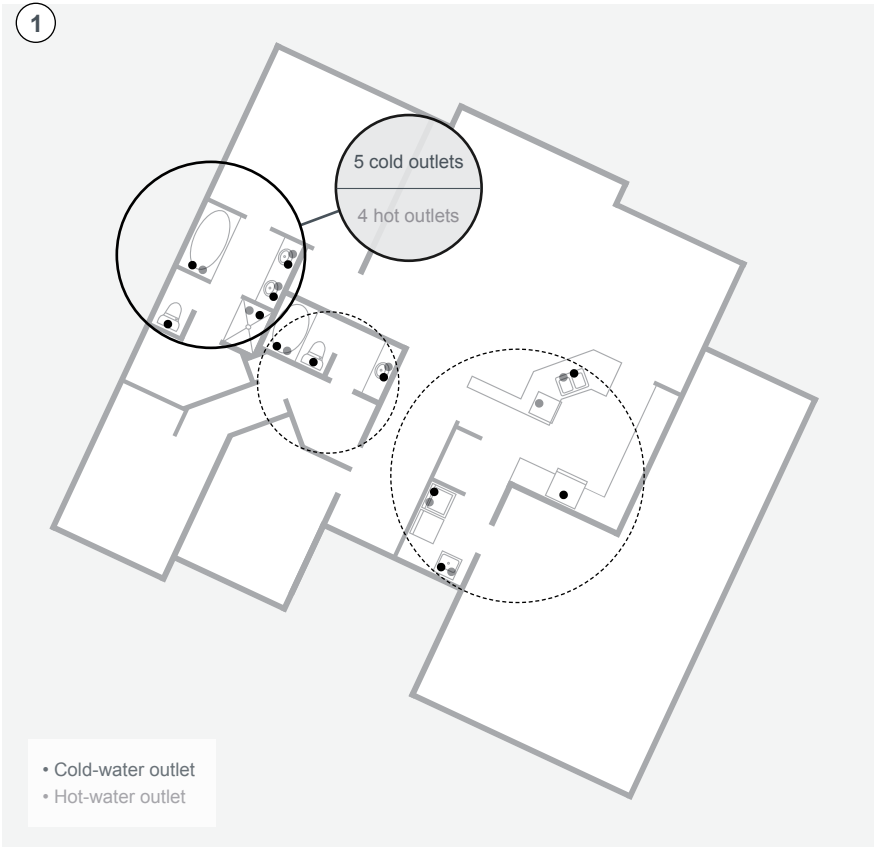 1
5 cold outlets
4 hot outlets
• Cold-water outlet
• Hot-water outlet